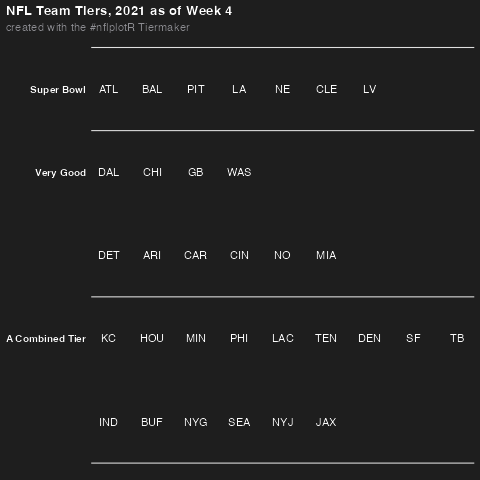 NFL Team Tiers, 2021 as of Week 4
created with the #nflplotR Tiermaker
Super Bowl ATL BAL PIT LA NE CLE LV
Very Good DAL CHI GB WAS
DET ARI CAR CIN NO MIA
A Combined Tier KC HOU MIN PHI LAC TEN DEN SF TB
IND BUF NYG SEA NYJ JAX